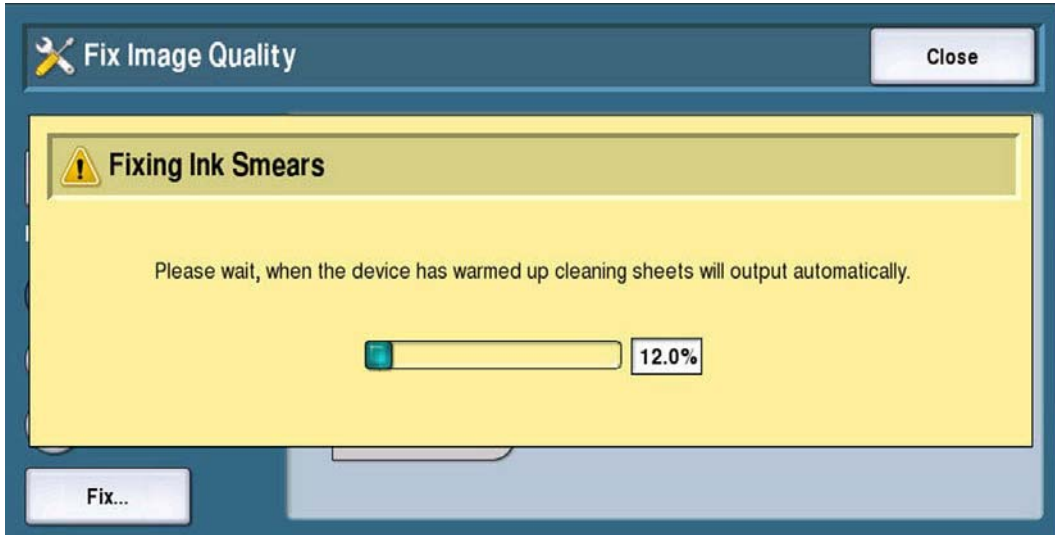 Fix Image Quality
Close
Fixing Ink Smears
Please wait, when the device has warmed up cleaning sheets will output automatically.
12.0%
Fix...